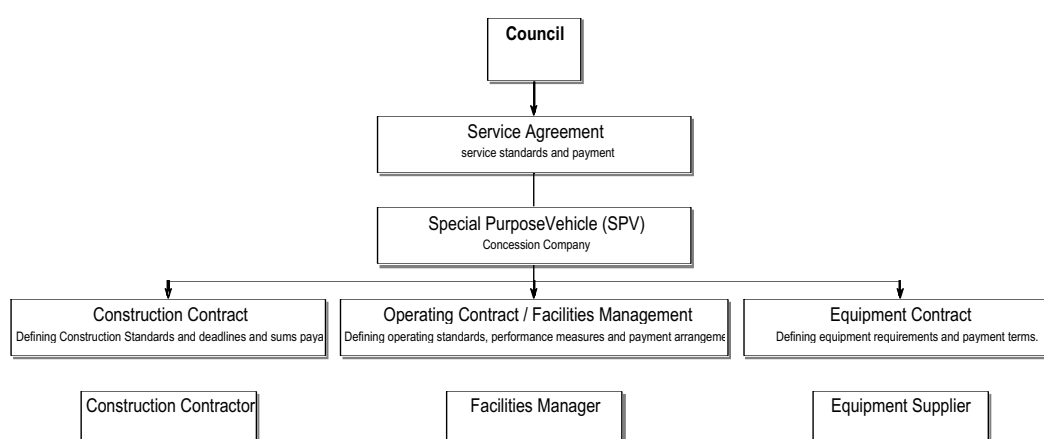 Council
Service Agreement
service standards and payment
Special PurposeVehicle (SPV)
Concession Company
Construction Contract
Defining Construction Standards and deadlines and sums paya
Operating Contract / Facilities Management
Defining operating standards, performance measures and payment arrangeme
Equipment Contract
Defining equipment requirements and payment terms.
Construction Contractor
Facilities Manager
Equipment Supplier